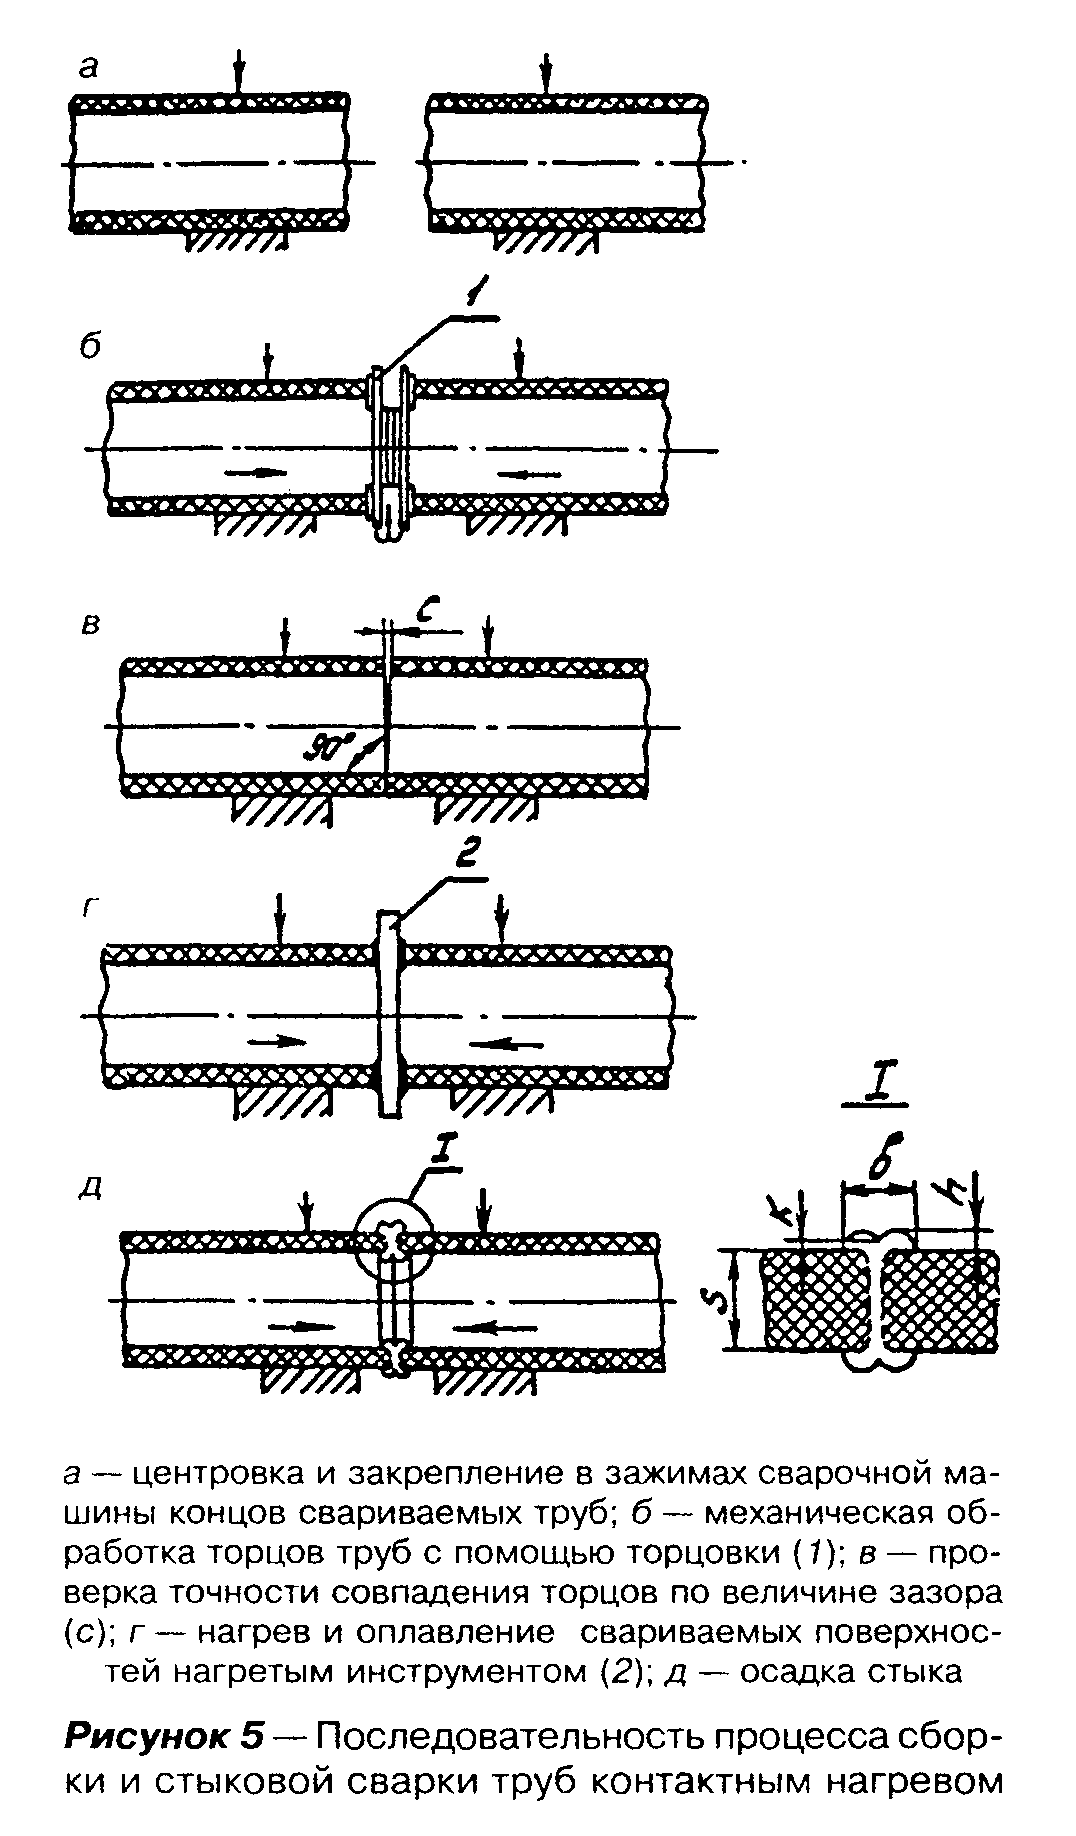 а
1
б
в
с
90°
2
г
I
д
I
б
к
h
s
а — центровка и закрепление в зажимах сварочной ма-
шины концов свариваемых труб; б — механическая об-
работка торцов труб с помощью торцовки (1); в — про-
верка точности совпадения торцов по величине зазора
(с); г — нагрев и оплавление свариваемых поверхнос-
тей нагретым инструментом (2); д — осадка стыка
Рисунок 5 — Последовательность процесса сбор-
ки и стыковой сварки труб контактным нагревом